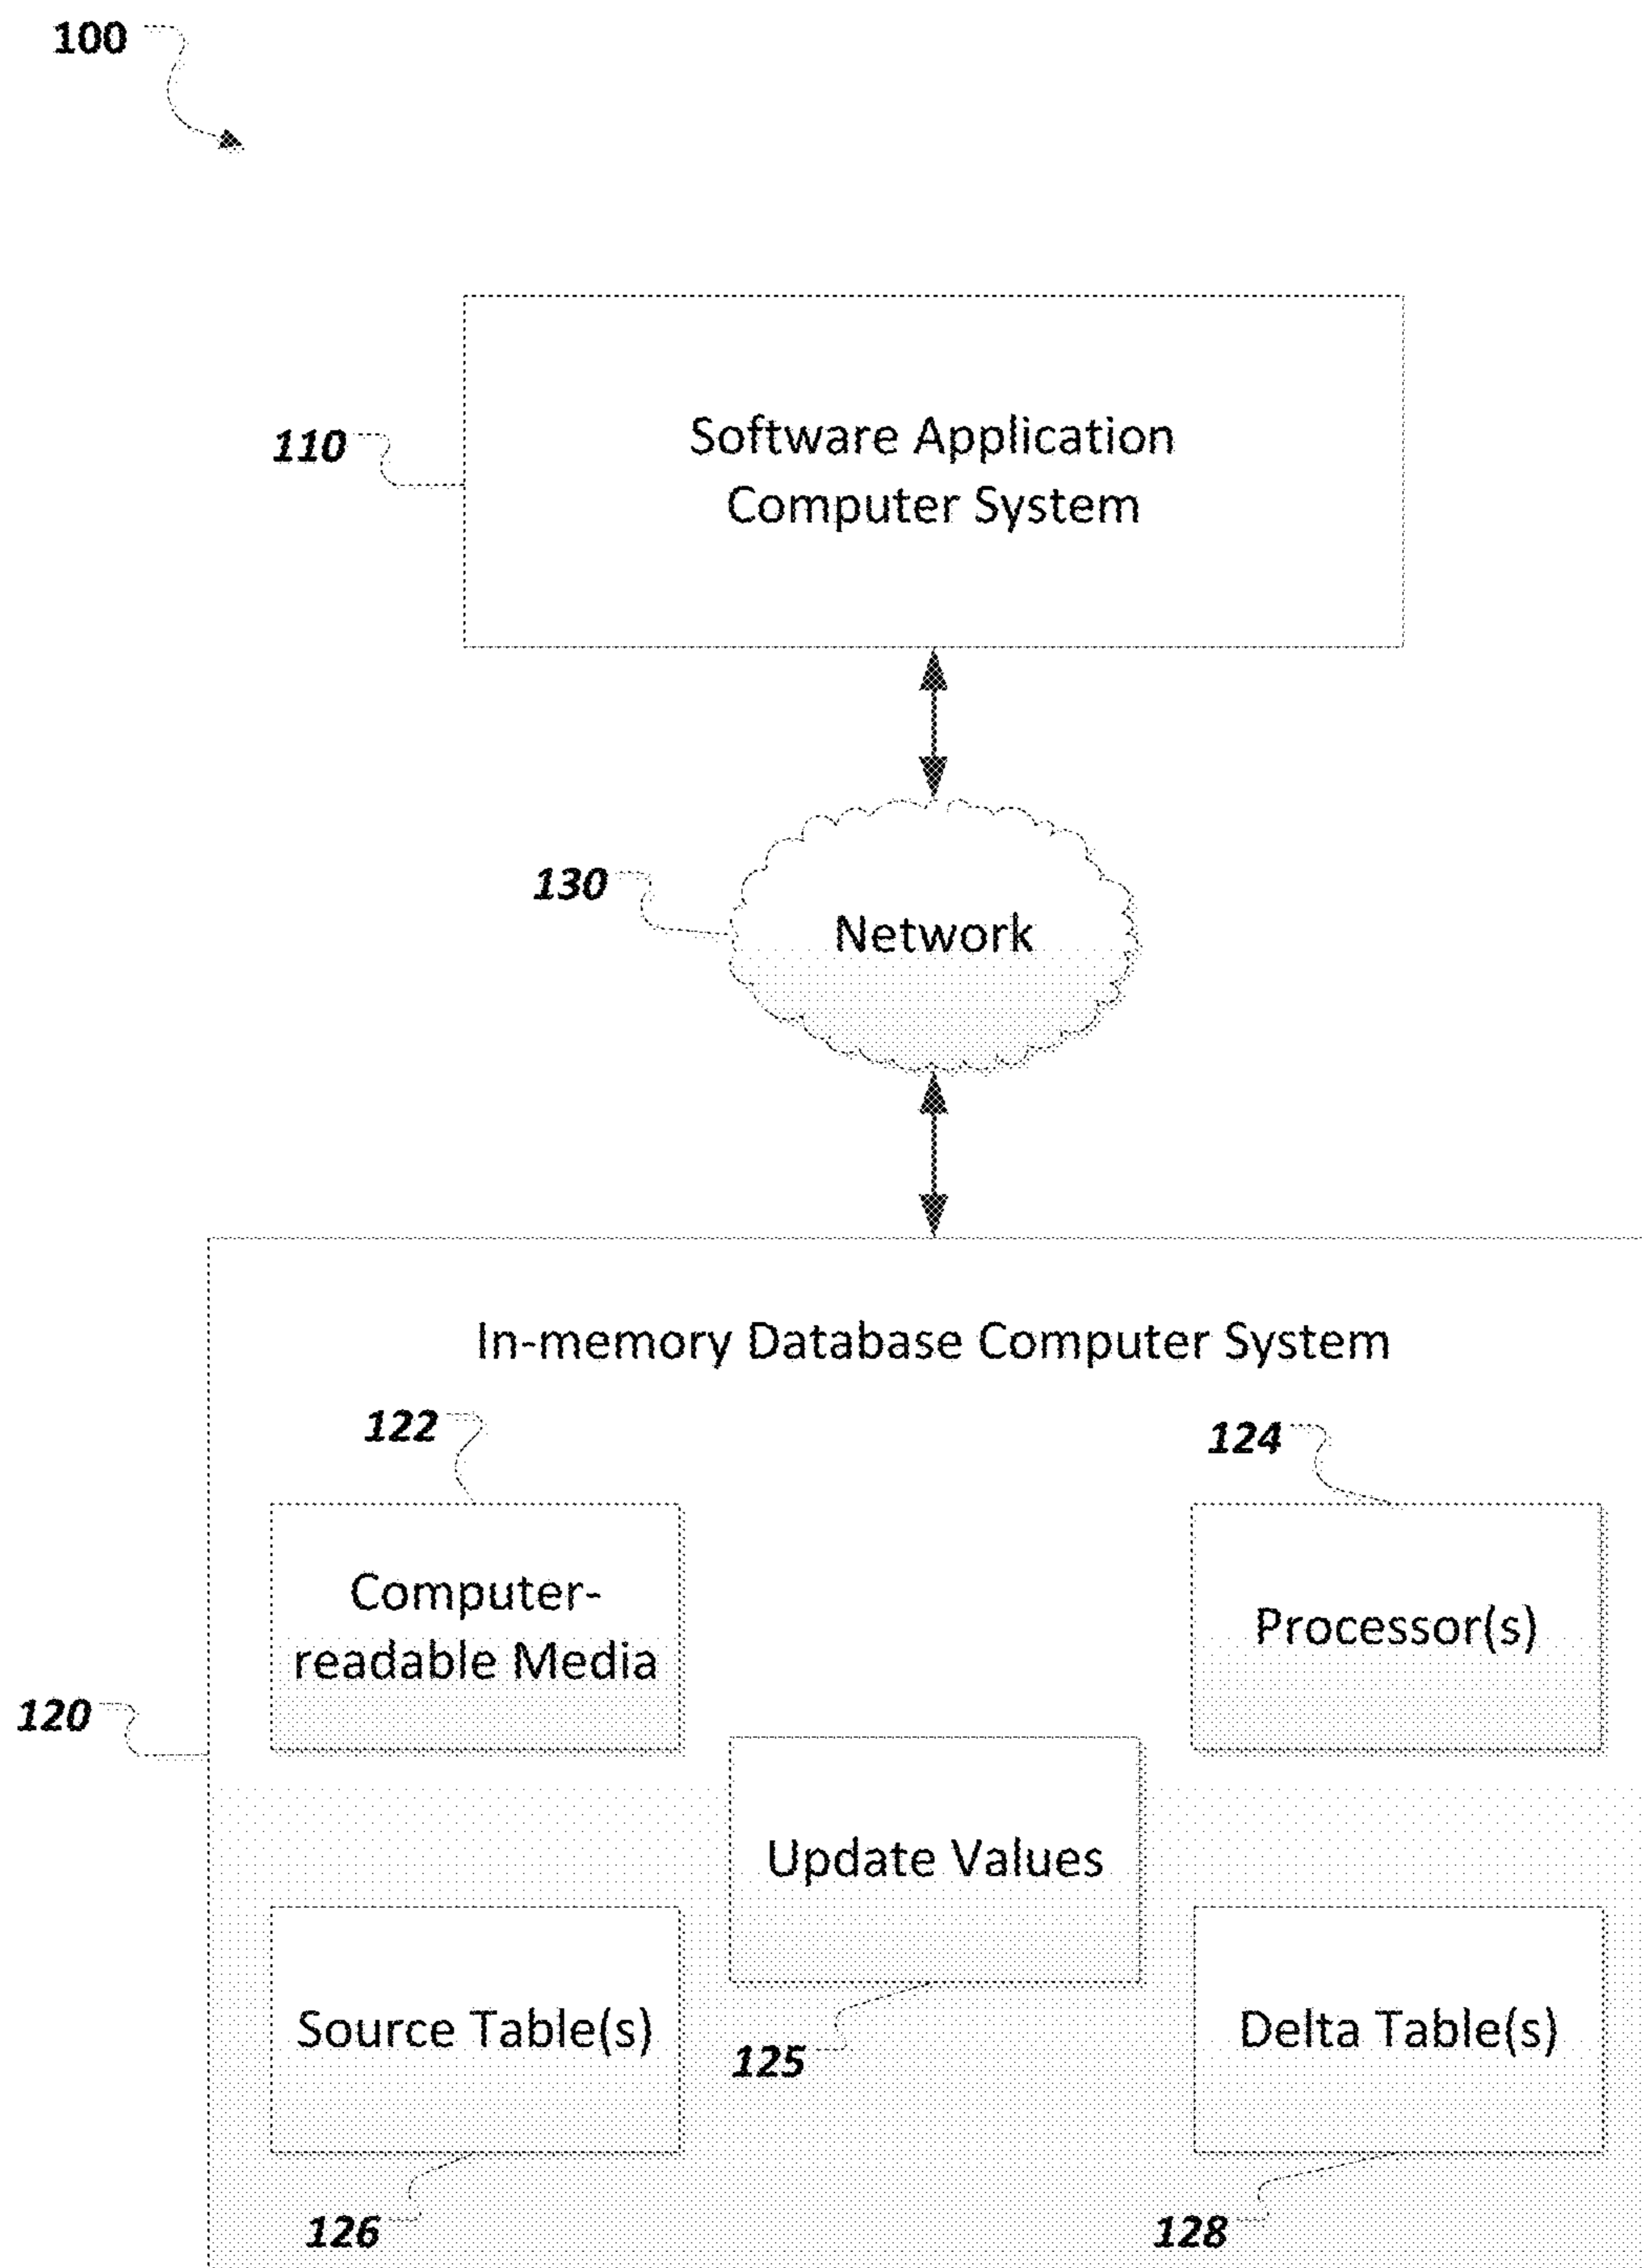 100
Software Application
Computer System
110
130
Network
In-memory Database Computer System
122
124
Computer-
readable Media
Processor(s)
120
Update Values
Source Table(s)
Delta Table(s)
125
126
128